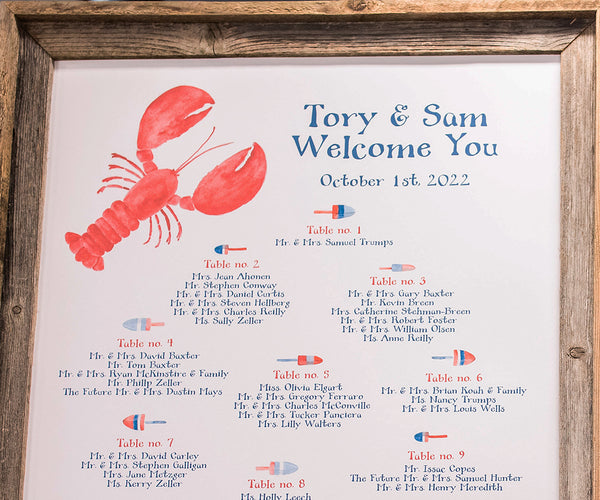 Tory & Sam
Welcome You
October 1st, 2022
Table no. 1
Mr. & Mrs. Samuel Trumps
Table no. 2
Mrs. Jean Ahonen
Mr. Stephen Conway
Mr. & Mrs. Daniel Curtis
Mr. & Mrs. Steven Hellberg
Mr. & Mrs. Charles Reilly
Ms. Sally Zeller
Table no. 3
Mr. & Mrs. Gary Baxter
Mr. Kevin Breen
Mrs. Catherine Stehman-Breen
Mr. & Mrs. Robert Foster
Mr. & Mrs. William Olsen
Ms. Anne Reilly
Table no. 4
Mr. & Mrs. David Baxter
Mr. Tom Baxter
Mr. & Mrs. Ryan McKinstire & Family
Mr. Philip Zeller
The Future Mr. & Mrs. Dustin Mays
Table no. 5
Miss. Olivia Elgart
Mr. & Mrs. Gregory Ferraro
Mr. & Mrs. Charles McConville
Mr. & Mrs. Tucker Panciera
Mrs. Lilly Walters
Table no. 6
Mr. & Mrs. Brian Koah & Family
Ms. Nancy Trumps
Mr. & Mrs. Louis Wells
Table no. 7
Mr. & Mrs. David Carley
Mr. & Mrs. Stephen Galligan
Mrs. Jane Metzger
Ms. Kerry Zeller
Table no. 8
Ms. Holly Leech
Table no. 9
Mr. Issac Copes
The Future Mr. & Mrs. Samuel Hunter
Mr. & Mrs. Henry Meredith